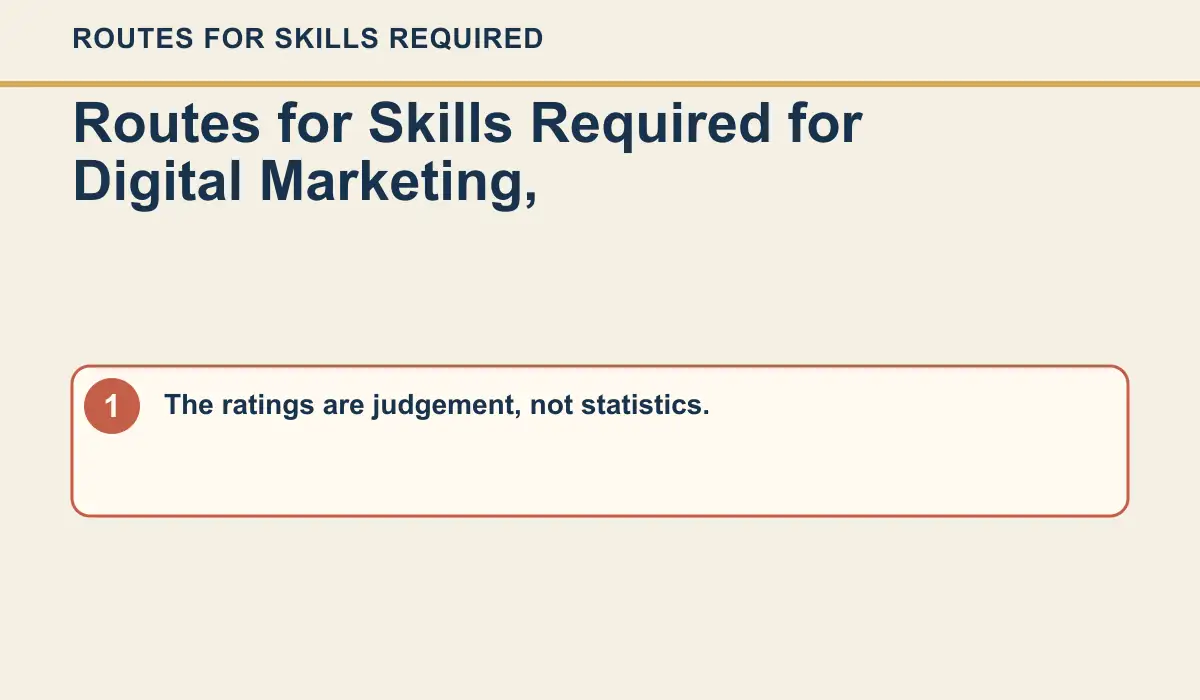 ROUTES FOR SKILLS REQUIRED
Routes for Skills Required for
Digital Marketing,
1 The ratings are judgement, not statistics.